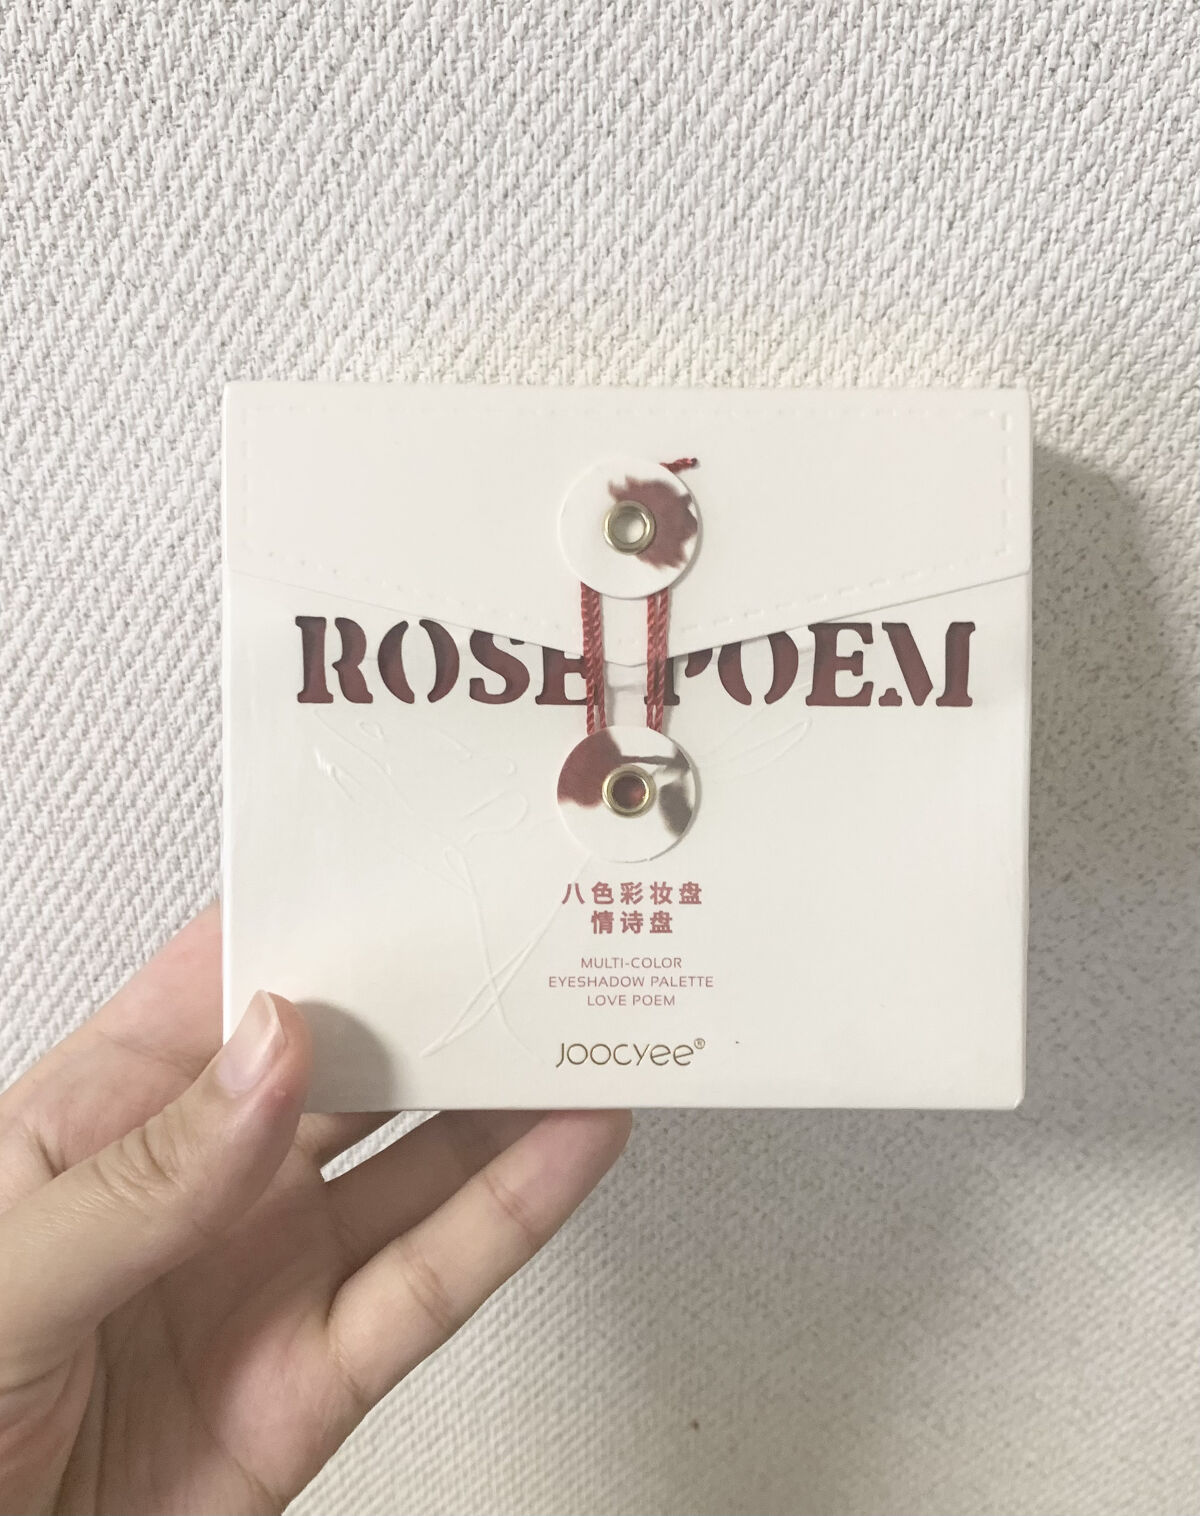 ROSE POEM
八色彩妆盘
情诗盘
MULTI-COLOR
EYESHADOW PALETTE
LOVE POEM
JOOCYEE®